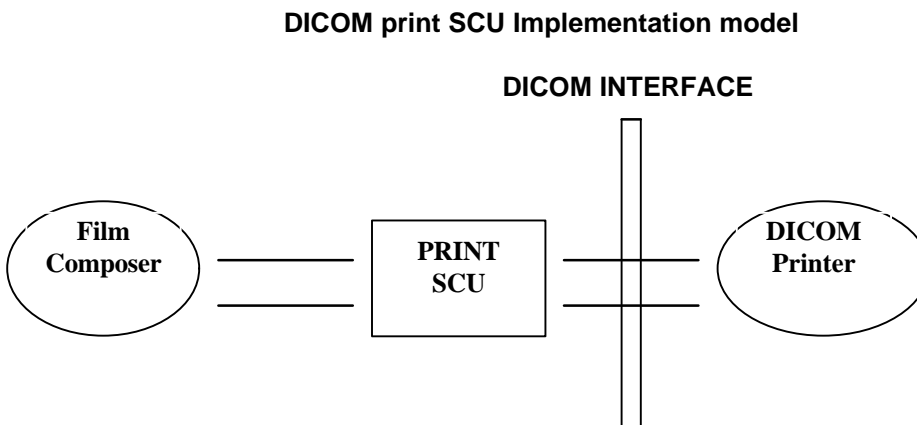 DICOM print SCU Implementation model
DICOM INTERFACE
Film
Composer
PRINT
SCU
DICOM
Printer